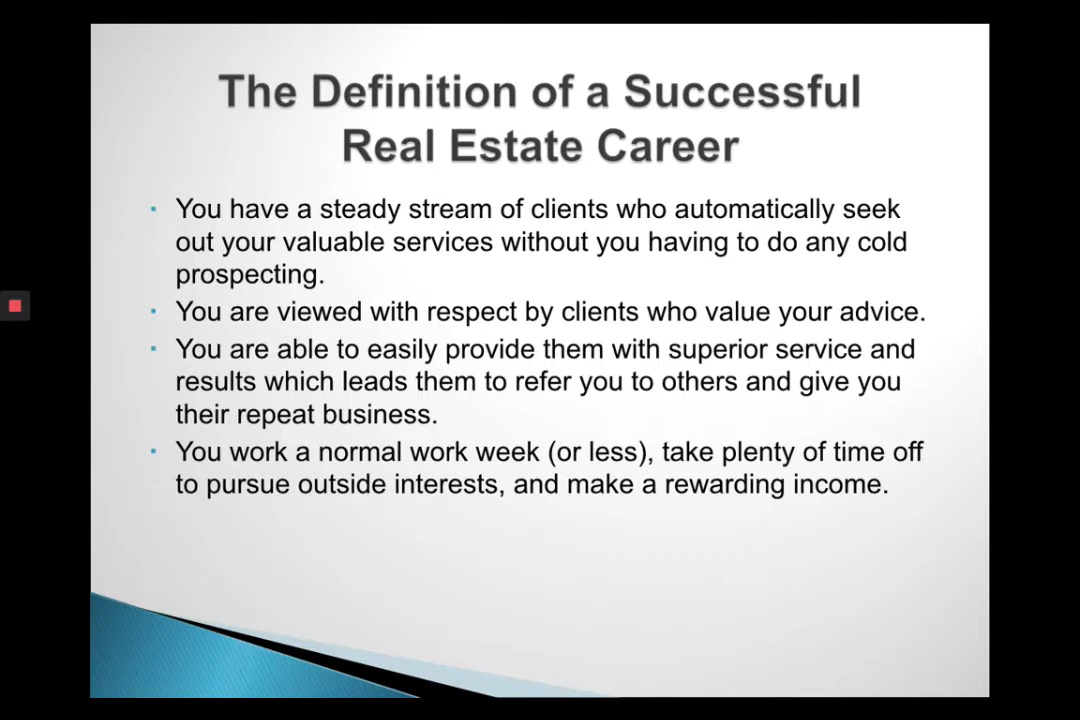 The Definition of a Successful
Real Estate Career
· You have a steady stream of clients who automatically seek
out your valuable services without you having to do any cold
prospecting.
· You are viewed with respect by clients who value your advice.
· You are able to easily provide them with superior service and
results which leads them to refer you to others and give you
their repeat business.
· You work a normal work week (or less), take plenty of time off
to pursue outside interests, and make a rewarding income.